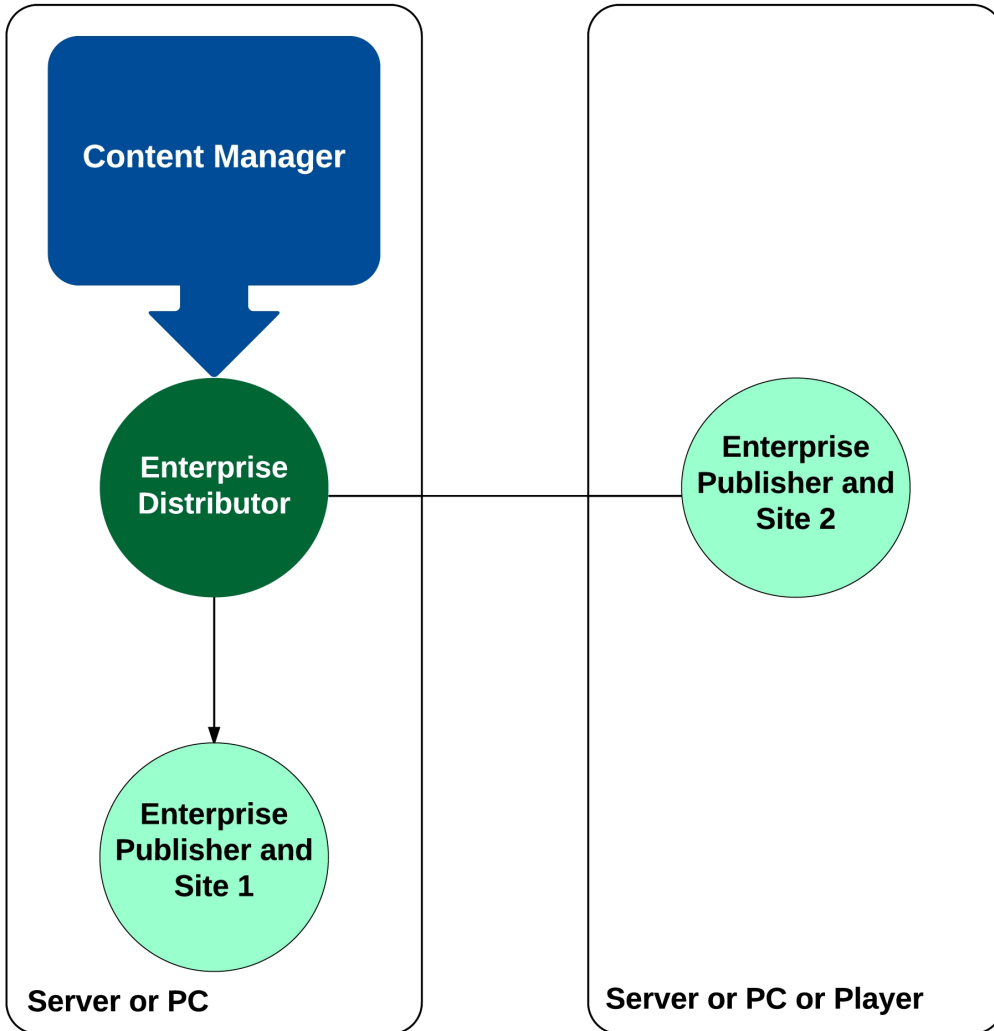 Content Manager
Enterprise
Distributor
Enterprise
Publisher and
Site 2
Enterprise
Publisher and
Site 1
Server or PC
Server or PC or Player